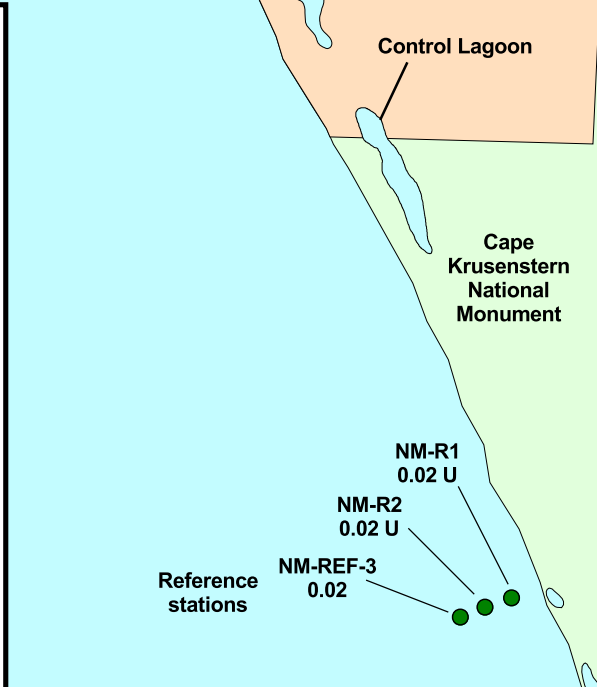 Control Lagoon
Cape
Krusenstern
National
Monument
NM-R1
0.02 U
NM-R2
0.02 U
NM-REF-3
0.02
Reference
stations